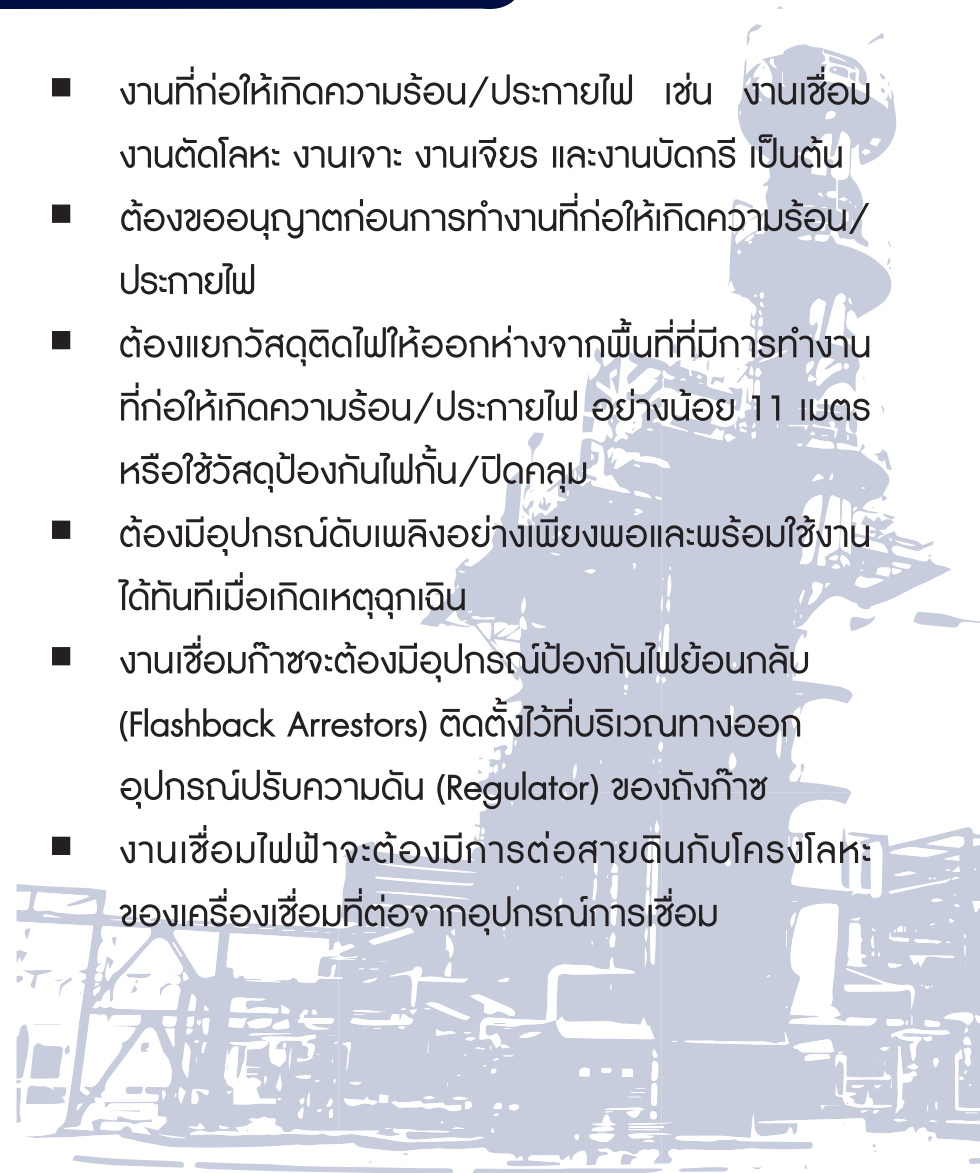 ▪ งานที่ก่อให้เกิดความร้อน/ประกายไฟ เช่น งานเชื่อม
งานตัดโลหะ งานเจาะ งานเจียร และงานบัดกรี เป็นต้น
▪ ต้องขออนุญาตก่อนการทำงานที่ก่อให้เกิดความร้อน/
ประกายไฟ
▪ ต้องแยกวัสดุติดไฟให้ออกห่างจากพื้นที่ที่มีการทำงาน
ที่ก่อให้เกิดความร้อน/ประกายไฟ อย่างน้อย 11 เมตร
หรือใช้วัสดุป้องกันไฟกั้น/ปิดคลุม
▪ ต้องมีอุปกรณ์ดับเพลิงอย่างเพียงพอและพร้อมใช้งาน
ได้ทันทีเมื่อเกิดเหตุฉุกเฉิน
▪ งานเชื่อมก๊าซจะต้องมีอุปกรณ์ป้องกันไฟย้อนกลับ
(Flashback Arrestors) ติดตั้งไว้ที่บริเวณทางออก
อุปกรณ์ปรับความดัน (Regulator) ของถังก๊าซ
▪ งานเชื่อมไฟฟ้าจะต้องมีการต่อสายดินกับโครงโลหะ
ของเครื่องเชื่อมที่ต่อจากอุปกรณ์การเชื่อม